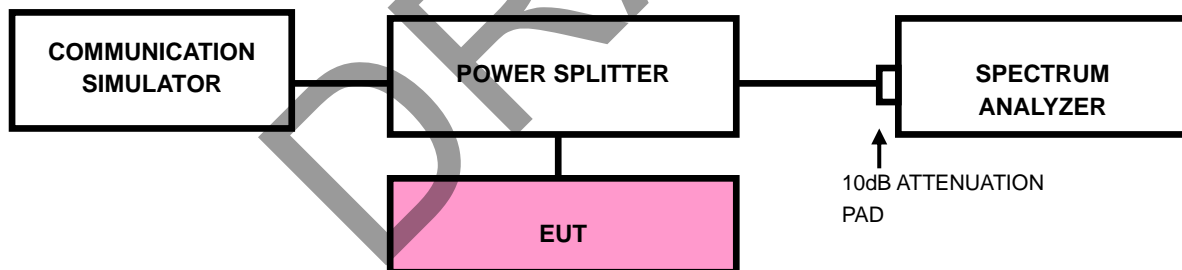 COMMUNICATION
SIMULATOR
POWER SPLITTER
SPECTRUM
ANALYZER
10dB ATTENUATION
PAD
EUT